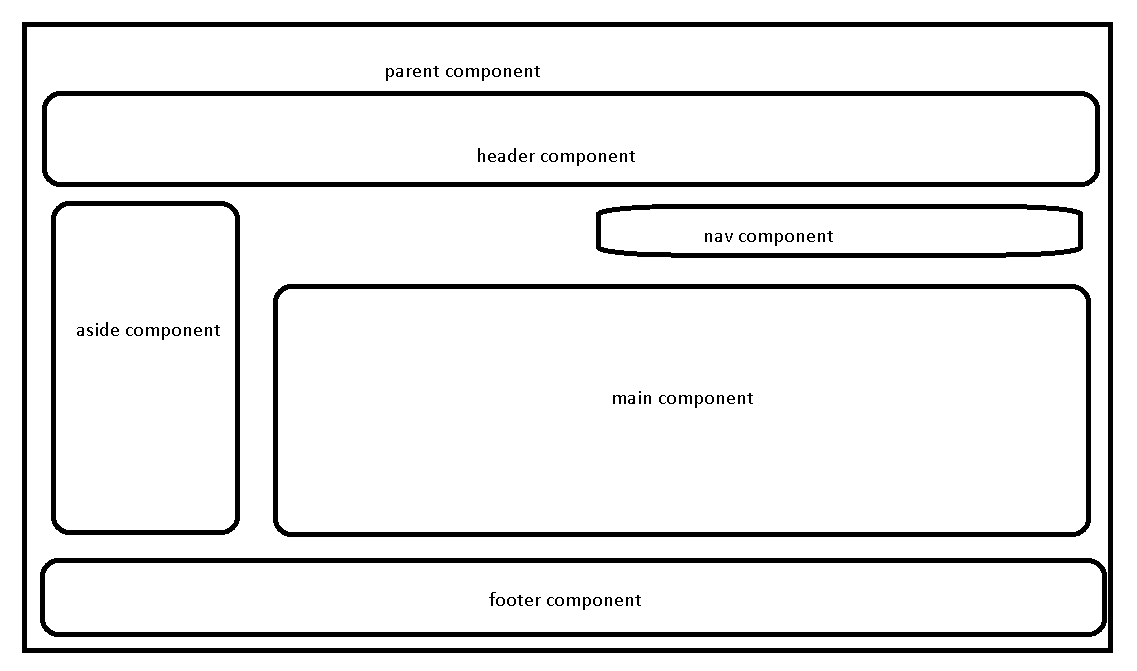 parent component
header component
nav component
aside component
main component
footer component